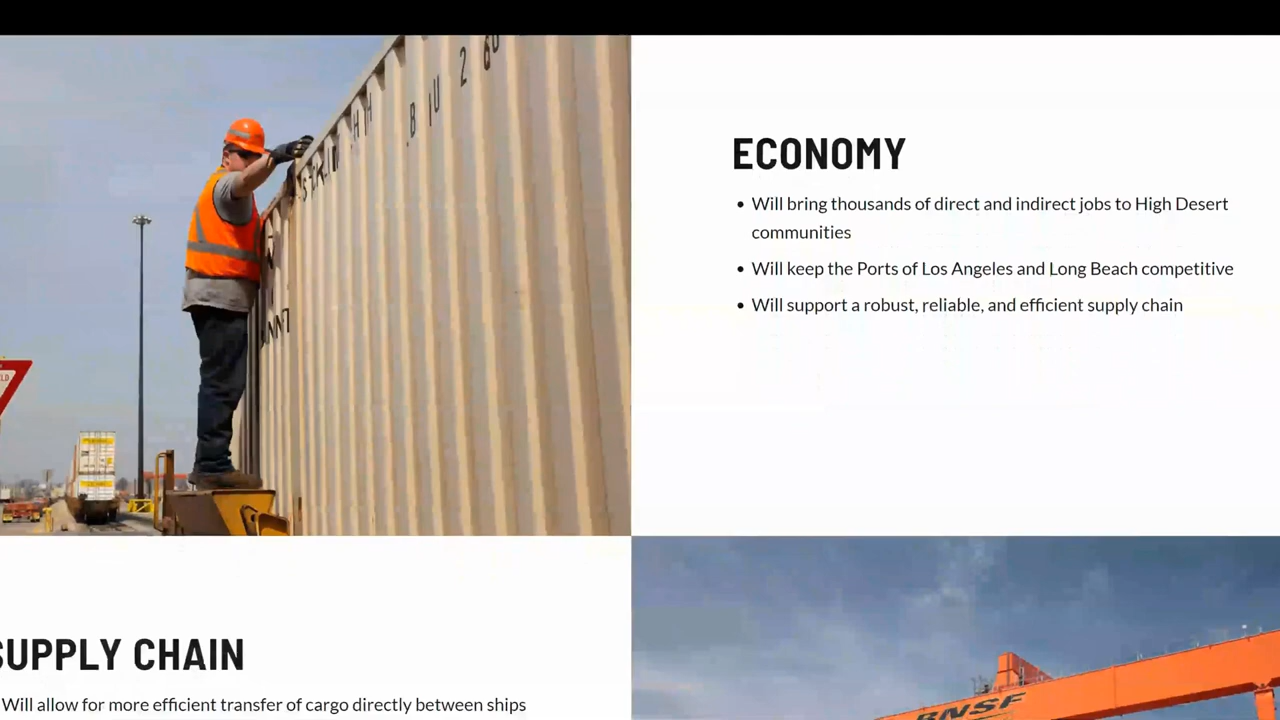 ECONOMY
• Will bring thousands of direct and indirect jobs to High Desert
communities
• Will keep the Ports of Los Angeles and Long Beach competitive
• Will support a robust, reliable, and efficient supply chain
SUPPLY CHAIN
Will allow for more efficient transfer of cargo directly between ships
BNSF